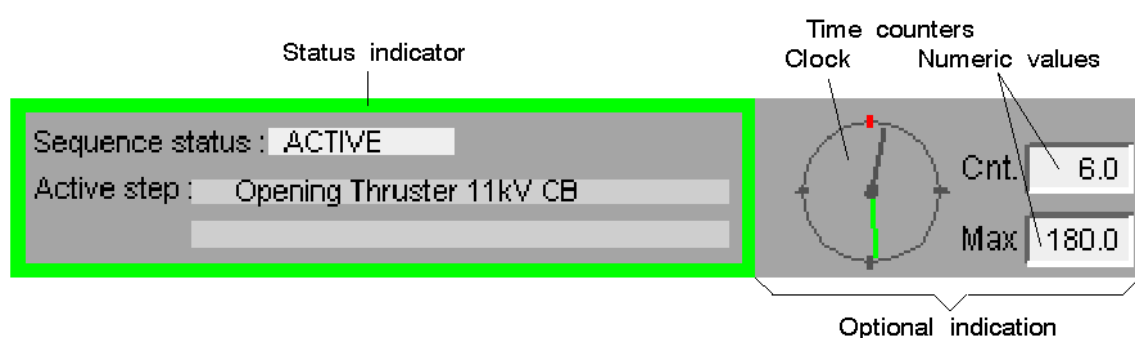 Time counters
Status indicator
Clock
Numeric values
Sequence status : ACTIVE
Active step : Opening Thruster 11kV CB
Cnt. 6.0
Max 180.0
Optional indication